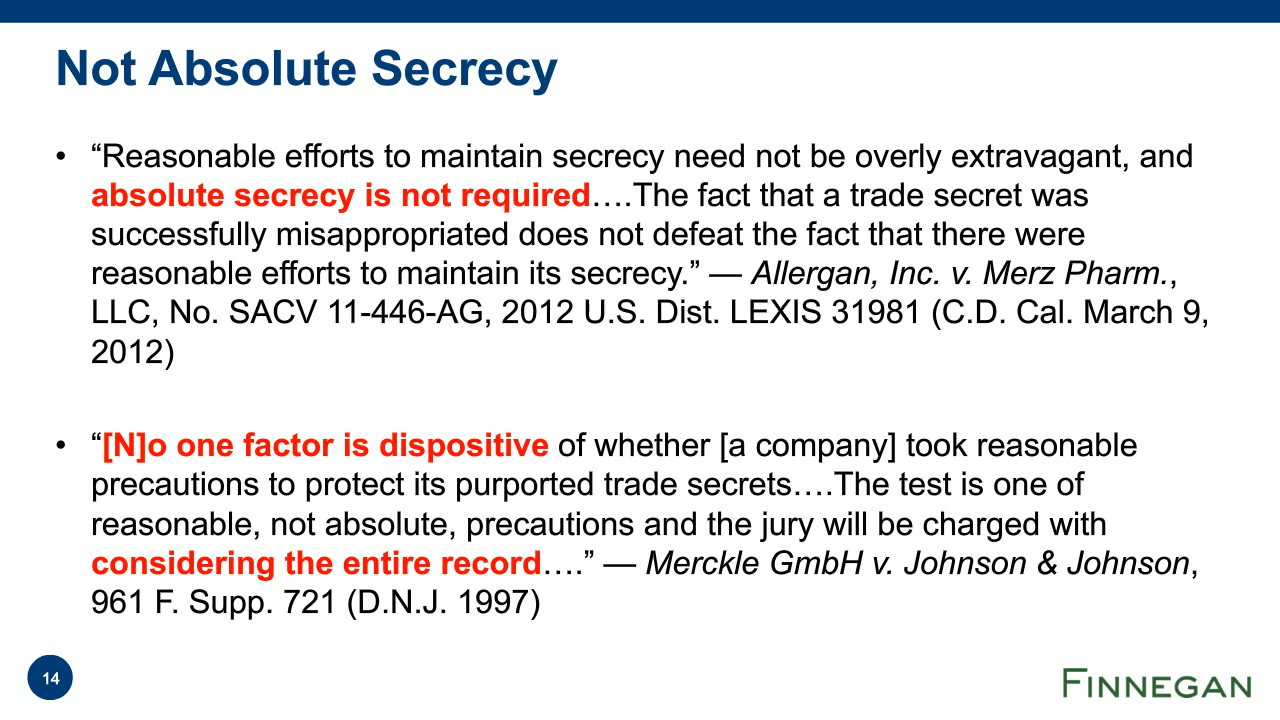 Not Absolute Secrecy
• “Reasonable efforts to maintain secrecy need not be overly extravagant, and
absolute secrecy is not required….The fact that a trade secret was
successfully misappropriated does not defeat the fact that there were
reasonable efforts to maintain its secrecy.” — Allergan, Inc. v. Merz Pharm.,
LLC, No. SACV 11-446-AG, 2012 U.S. Dist. LEXIS 31981 (C.D. Cal. March 9,
2012)
• “[N]o one factor is dispositive of whether [a company] took reasonable
precautions to protect its purported trade secrets….The test is one of
reasonable, not absolute, precautions and the jury will be charged with
considering the entire record….” — Merckle GmbH v. Johnson & Johnson,
961 F. Supp. 721 (D.N.J. 1997)
14
FINNEGAN